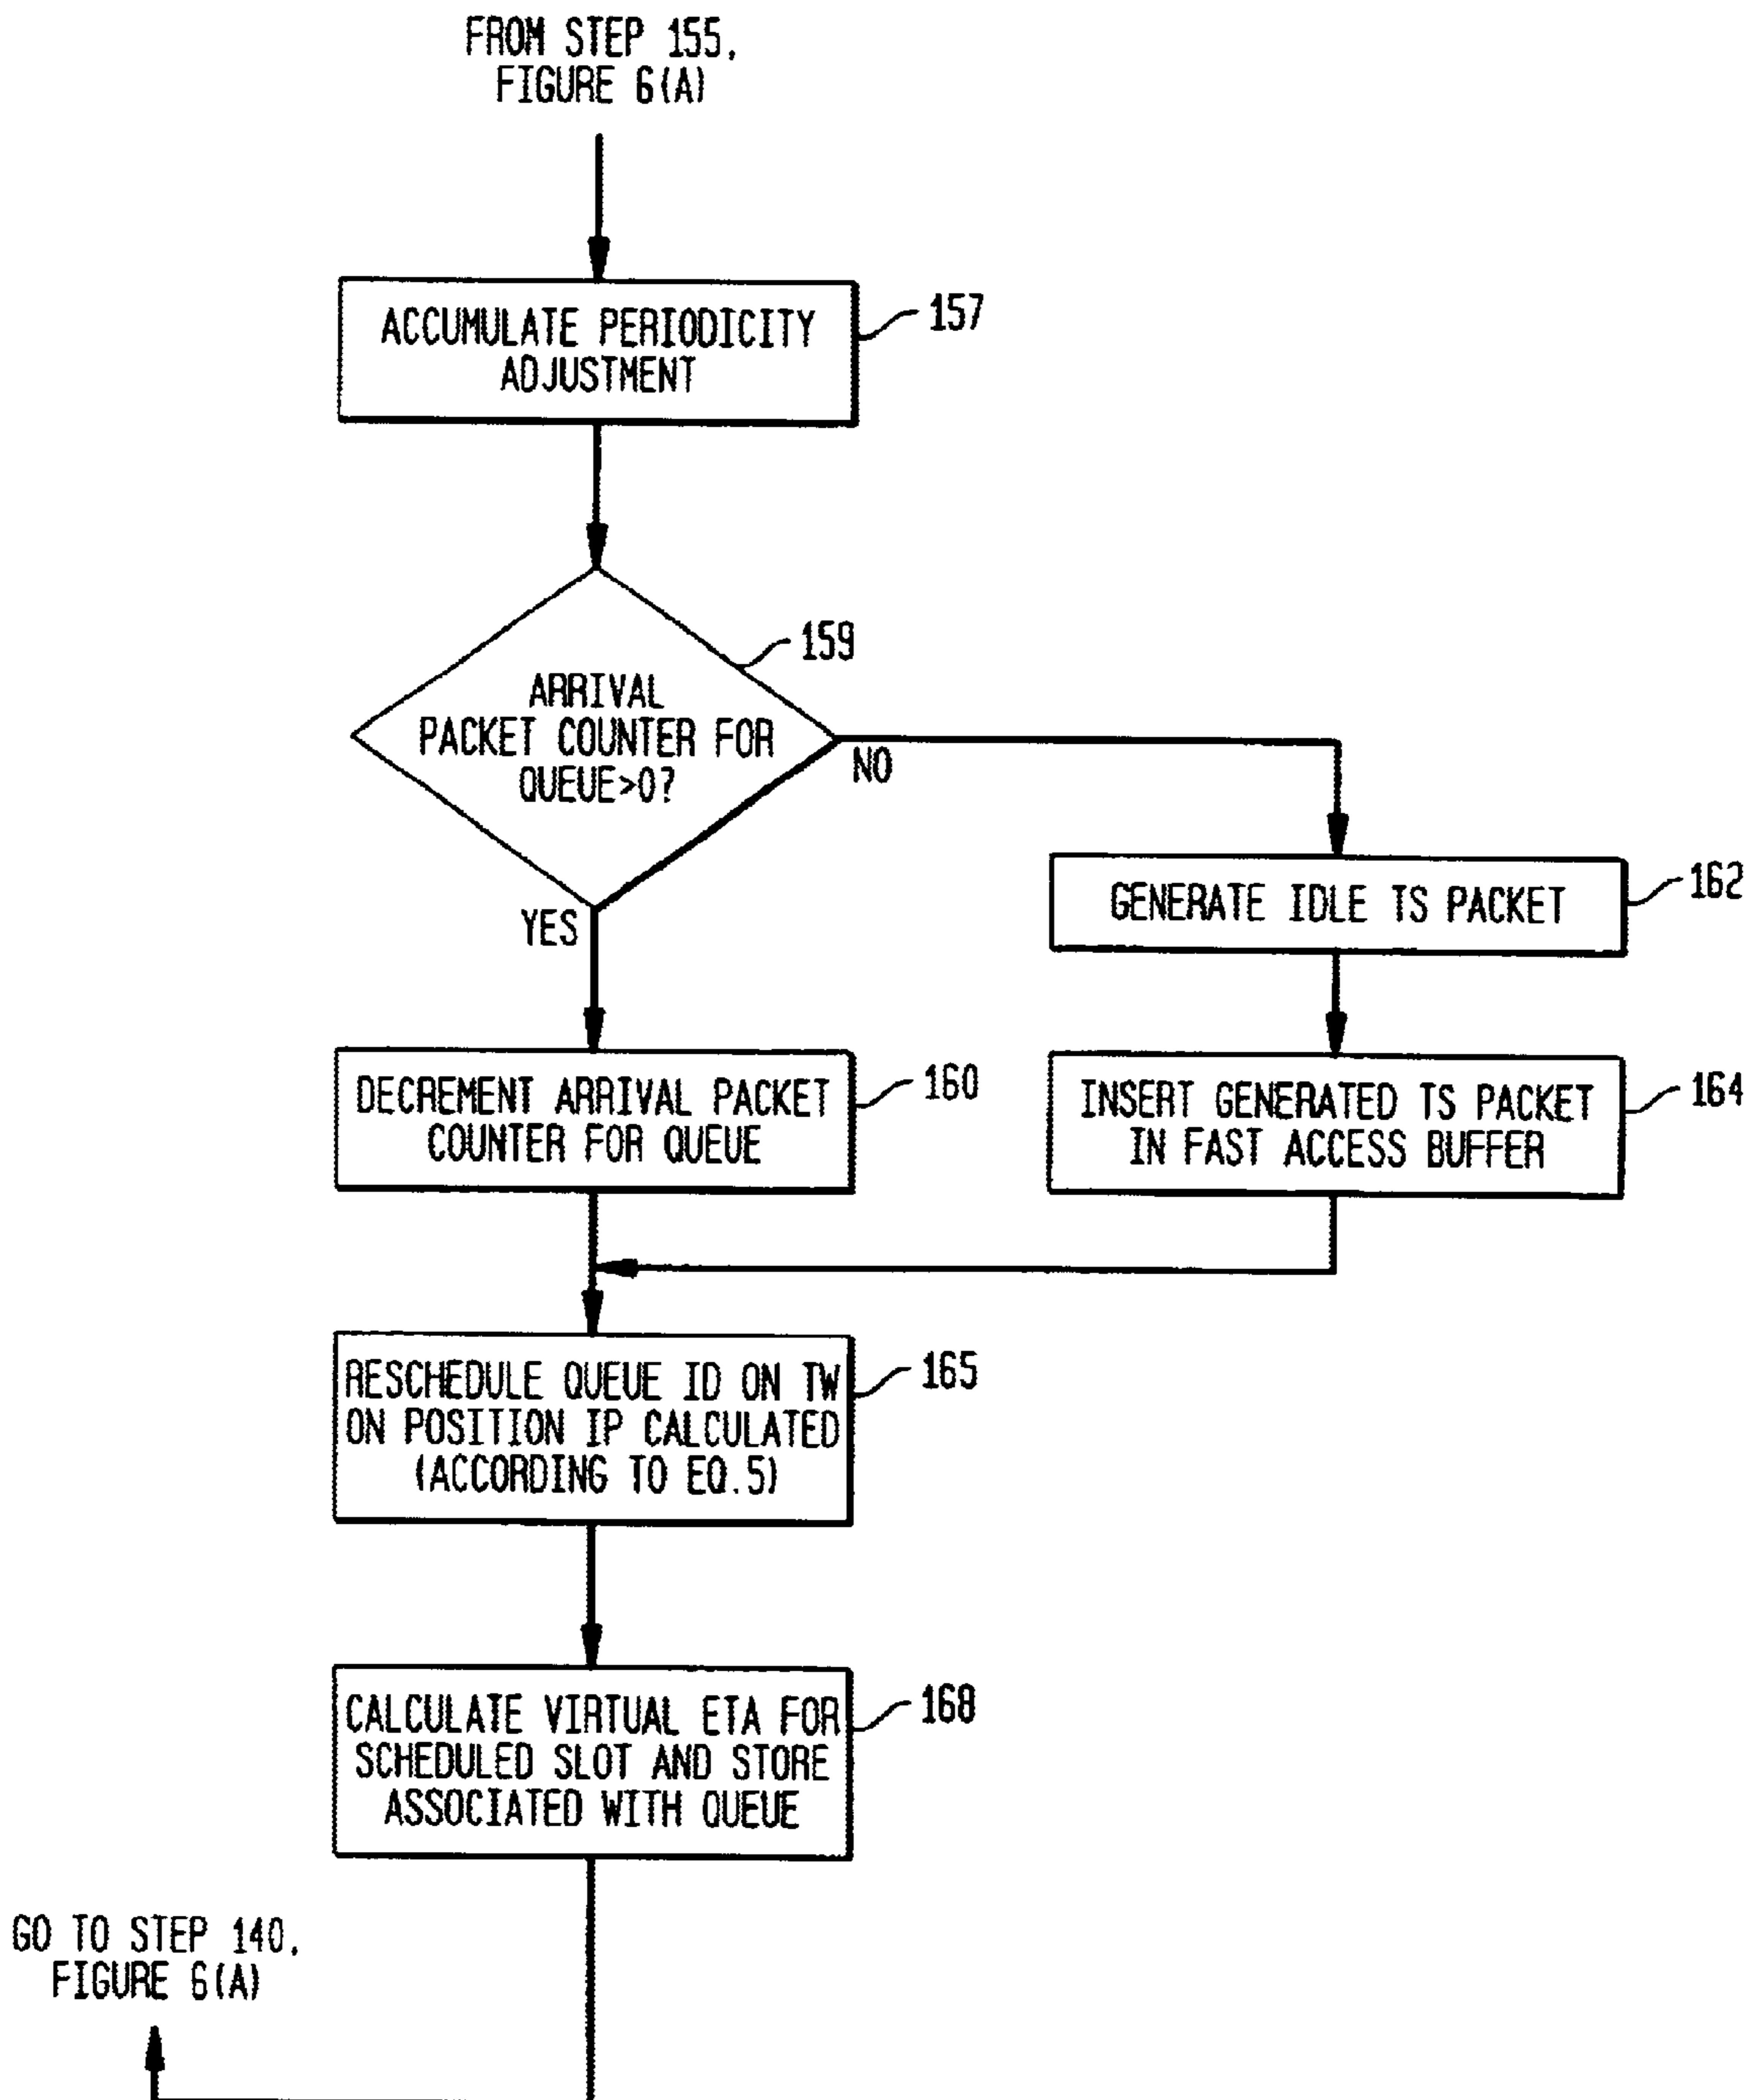 FROM STEP 155,
FIGURE 6(A)
ACCUMULATE PERIODICITY
ADJUSTMENT
157
ARRIVAL
PACKET COUNTER FOR
QUEUE>0?
159
NO
YES
GENERATE IDLE TS PACKET
162
DECREMENT ARRIVAL PACKET
COUNTER FOR QUEUE
160
INSERT GENERATED TS PACKET
IN FAST ACCESS BUFFER
164
RESCHEDULE QUEUE ID ON TW
ON POSITION IP CALCULATED
(ACCORDING TO EQ.5)
165
CALCULATE VIRTUAL ETA FOR
SCHEDULED SLOT AND STORE
ASSOCIATED WITH QUEUE
168
GO TO STEP 140,
FIGURE 6(A)